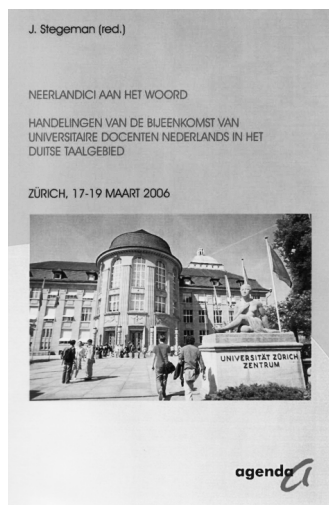 J. Stegeman (red.)
NEERLANDICI AAN HET WOORD
HANDELINGEN VAN DE BIJEENKOMST VAN
UNIVERSITAIRE DOCENTEN NEDERLANDS IN HET
DUITSE TAALGEBIED
ZÜRICH, 17-19 MAART 2006
UNIVERSITÄT ZÜRICH
ZENTRUM
agenda